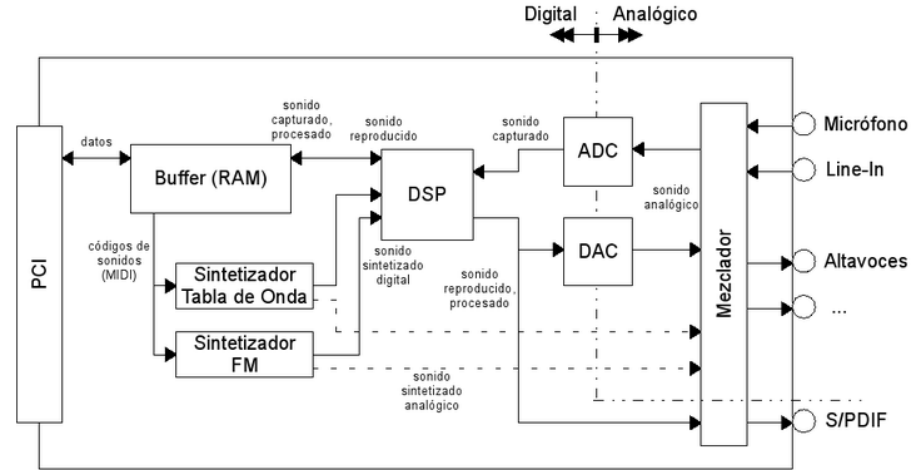 Digital
Analógico
sonido
capturado,
procesado
sonido
reproducido
sonido
capturado
ADC
Micrófono
datos
Buffer (RAM)
DSP
Line-In
sonido
analógico
PCI
códigos de
sonidos
(MIDI)
Sintetizador
Tabla de Onda
sonido
sintetizado
digital
sonido
reproducido,
procesado
DAC
Mezclador
Altavoces
...
Sintetizador
FM
sonido
sintetizado
analógico
S/PDIF